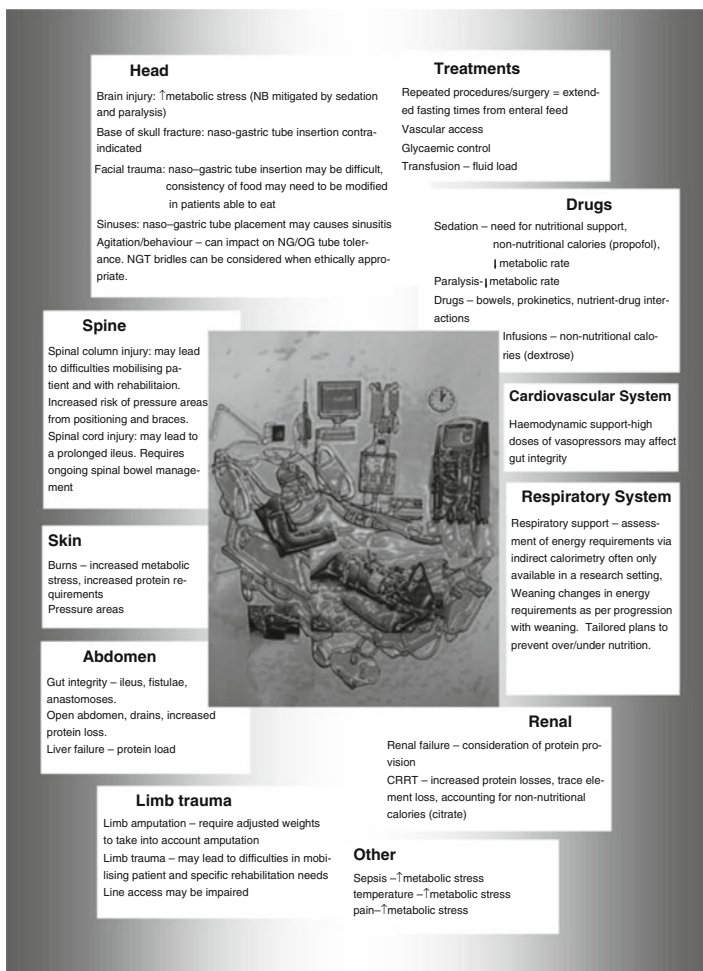 Head
Brain injury: ↑metabolic stress (NB mitigated by sedation
and paralysis)
Base of skull fracture: naso-gastric tube insertion contra-
indicated
Facial trauma: naso–gastric tube insertion may be difficult,
consistency of food may need to be modified
in patients able to eat
Sinuses: naso–gastric tube placement may causes sinusitis
Agitation/behaviour – can impact on NG/OG tube toler-
ance. NGT bridles can be considered when ethically appro-
priate.
Treatments
Repeated procedures/surgery = extend-
ed fasting times from enteral feed
Vascular access
Glycaemic control
Transfusion – fluid load
Drugs
Sedation – need for nutritional support,
non-nutritional calories (propofol),
metabolic rate
Paralysis- metabolic rate
Drugs – bowels, prokinetics, nutrient-drug inter-
actions
Infusions – non-nutritional calo-
ries (dextrose)
Spine
Spinal column injury: may lead
to difficulties mobilising pa-
tient and with rehabilitaion.
Increased risk of pressure areas
from positioning and braces.
Spinal cord injury: may lead to
a prolonged ileus. Requires
ongoing spinal bowel manage-
ment
Cardiovascular System
Haemodynamic support-high
doses of vasopressors may affect
gut integrity
Respiratory System
Respiratory support – assess-
ment of energy requirements via
indirect calorimetry often only
available in a research setting,
Weaning changes in energy
requirements as per progression
with weaning. Tailored plans to
prevent over/under nutrition.
Skin
Burns – increased metabolic
stress, increased protein re-
quirements
Pressure areas
Abdomen
Gut integrity – ileus, fistulae,
anastomoses.
Open abdomen, drains, increased
protein loss.
Liver failure – protein load
Renal
Renal failure – consideration of protein pro-
vision
CRRT – increased protein losses, trace ele-
ment loss, accounting for non-nutritional
calories (citrate)
Limb trauma
Limb amputation – require adjusted weights
to take into account amputation
Limb trauma – may lead to difficulties in mobi-
lising patient and specific rehabilitation needs
Line access may be impaired
Other
Sepsis –↑metabolic stress
temperature –↑metabolic stress
pain–↑metabolic stress